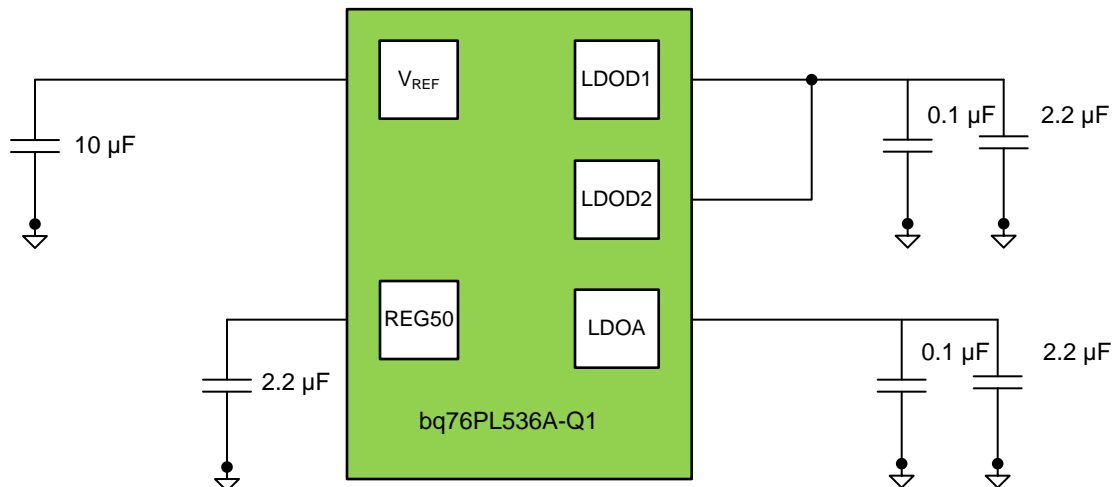 VREF
LDOD1
10 µF
0.1 µF
2.2 µF
LDOD2
REG50
LDOA
2.2 µF
0.1 µF
2.2 µF
bq76PL536A-Q1